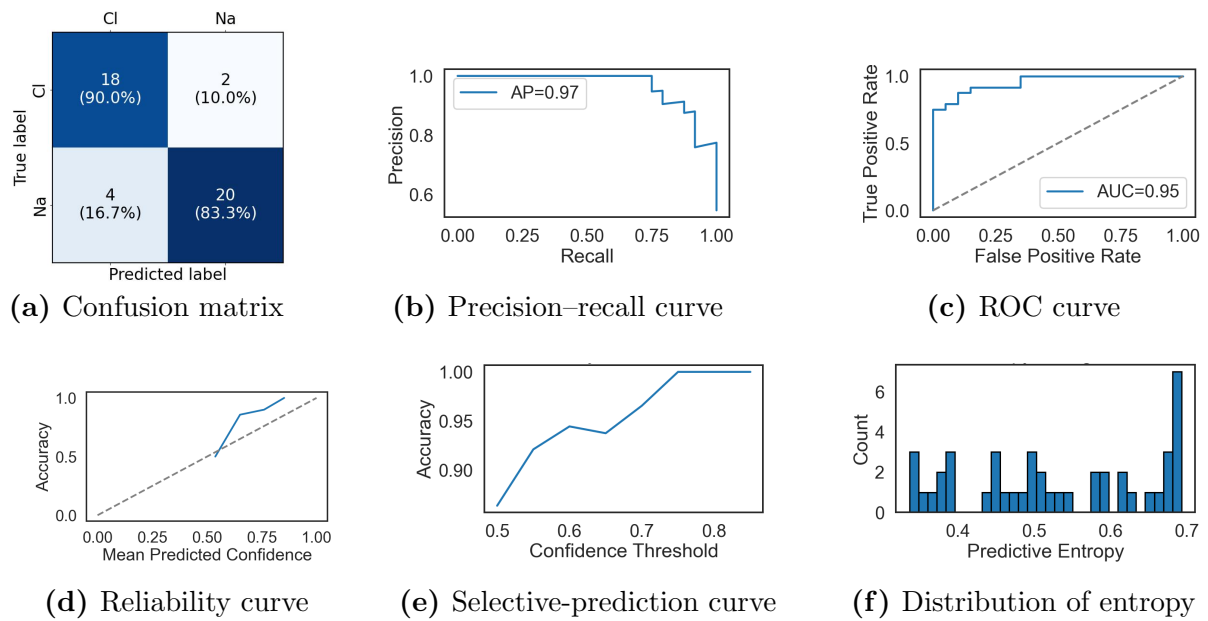 Cl Na
True label
Cl
18
(90.0%)
2
(10.0%)
Na
4
(16.7%)
20
(83.3%)
Predicted label
(a) Confusion matrix
Precision
1.0
0.8
0.6
AP=0.97
0.00 0.25 0.50 0.75 1.00
Recall
(b) Precision–recall curve
True Positive Rate
1.0
0.5
0.0
AUC=0.95
0.00 0.25 0.50 0.75 1.00
False Positive Rate
(c) ROC curve
Accuracy
1.0
0.5
0.0
0.00 0.25 0.50 0.75 1.00
Mean Predicted Confidence
(d) Reliability curve
Accuracy
1.00
0.95
0.90
0.5 0.6 0.7 0.8
Confidence Threshold
(e) Selective-prediction curve
Count
6
4
2
0
0.4 0.5 0.6 0.7
Predictive Entropy
(f) Distribution of entropy